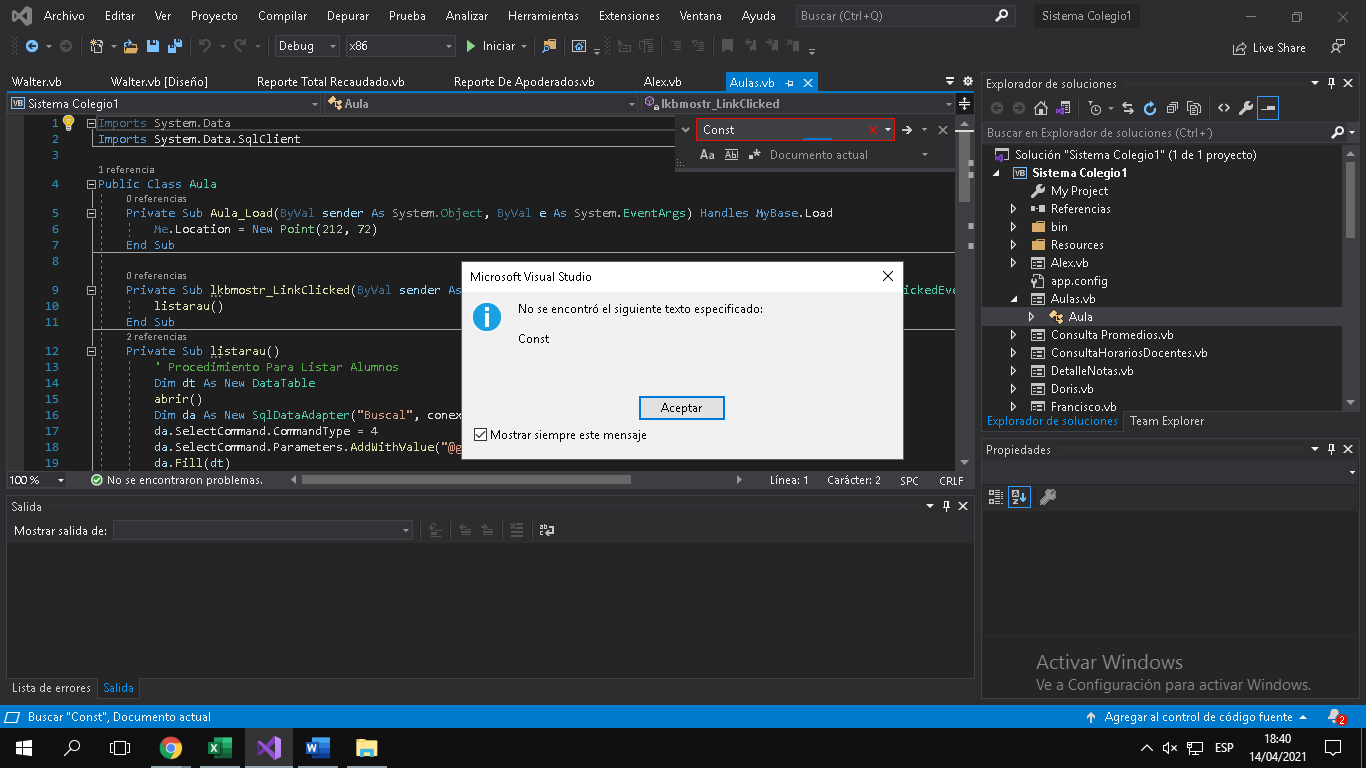 Archivo Editar Ver Proyecto Compilar Depurar Prueba Analizar Herramientas Extensiones Ventana Ayuda Buscar (Ctrl+Q) Sistema Colegio1
Debug x86 Iniciar Live Share
Walter.vb Walter.vb [Diseño] Reporte Total Recaudado.vb Reporte De Apoderados.vb Alex.vb Aulas.vb
VB Sistema Colegio1 Aula lkbmostr_LinkClicked
Const
Aa Ab Documento actual
1 Imports System.Data
2 Imports System.Data.SqlClient
3
1 referencia
4 Public Class Aula
0 referencias
5 Private Sub Aula_Load(ByVal sender As System.Object, ByVal e As System.EventArgs) Handles MyBase.Load
6 Me.Location = New Point(212, 72)
7 End Sub
8
0 referencias
9 Private Sub lkbmostr_LinkClicked(ByVal sender As ckedEve
10 listarau()
11 End Sub
2 referencias
12 Private Sub listarau()
13 ' Procedimiento Para Listar Alumnos
14 Dim dt As New DataTable
15 abrir()
16 Dim da As New SqlDataAdapter("Buscal", conex
17 da.SelectCommand.CommandType = 4
18 da.SelectCommand.Parameters.AddWithValue("@g
19 da.Fill(dt)
Microsoft Visual Studio
No se encontró el siguiente texto especificado:
Const
Aceptar
Mostrar siempre este mensaje
100 % No se encontraron problemas. Línea: 1 Carácter: 2 SPC CRLF
Salida
Mostrar salida de:
Lista de errores Salida
Explorador de soluciones
Buscar en Explorador de soluciones (Ctrl+´)
Solución "Sistema Colegio1" (1 de 1 proyecto)
VB Sistema Colegio1
My Project
Referencias
bin
Resources
Alex.vb
app.config
Aulas.vb
Aula
Consulta Promedios.vb
ConsultaHorariosDocentes.vb
DetalleNotas.vb
Doris.vb
Francisco.vb
Explorador de soluciones Team Explorer
Propiedades
Activar Windows
Ve a Configuración para activar Windows.
Buscar "Const", Documento actual Agregar al control de código fuente 2
ESP 18:40
14/04/2021